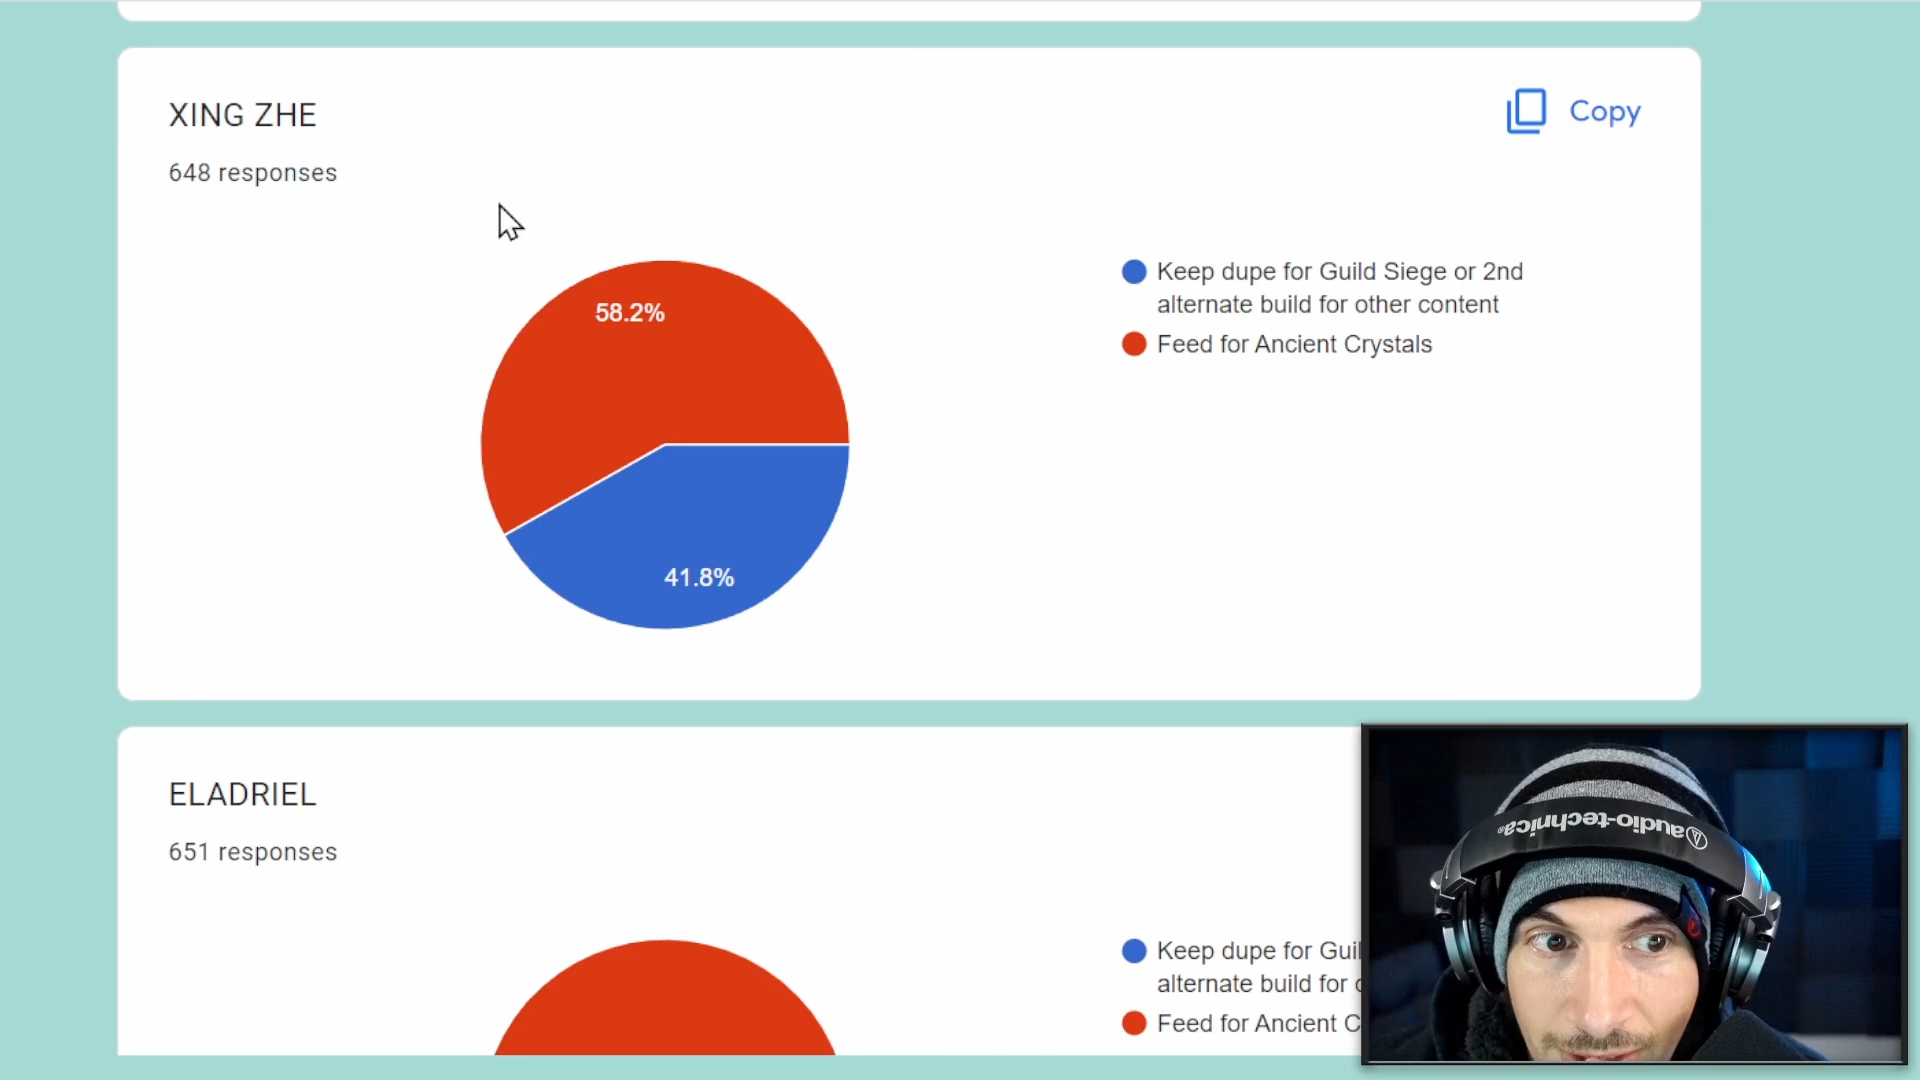 XING ZHE
Copy
648 responses
Keep dupe for Guild Siege or 2nd
alternate build for other content
Feed for Ancient Crystals
58.2%
41.8%
ELADRIEL
651 responses
Keep dupe for Gui
alternate build for
Feed for Ancient C
audio-technica